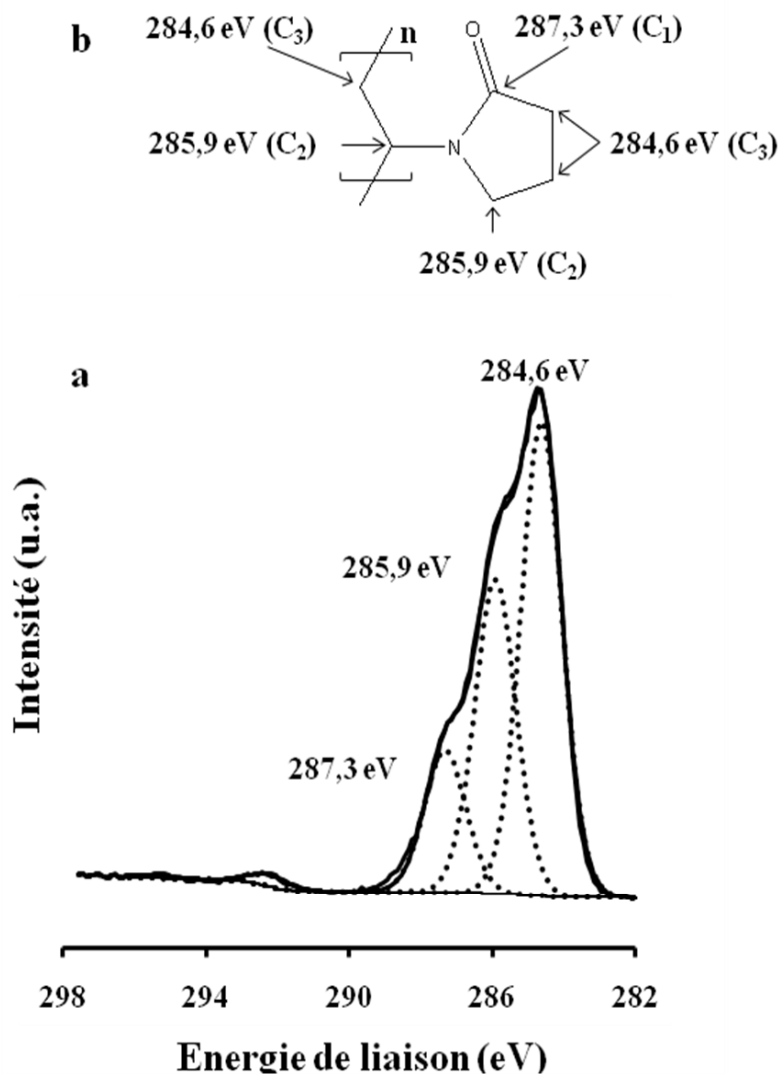 b
284,6 eV (C3)
n
O
287,3 eV (C1)
285,9 eV (C2)
N
284,6 eV (C3)
285,9 eV (C2)
a
284,6 eV
285,9 eV
287,3 eV
Intensité (u.a.)
298 294 290 286 282
Energie de liaison (eV)